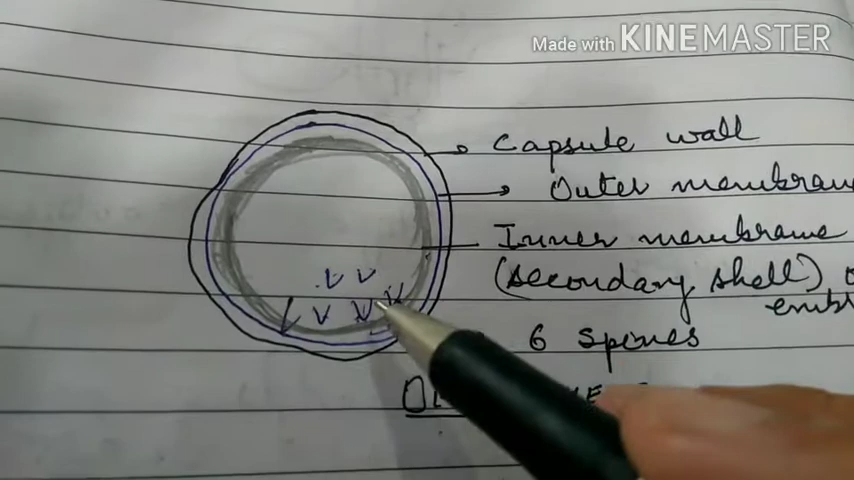 Made with KINEMASTER
Capsule wall
Outer membrane
Inner membrane
(secondary shell)
6 spines